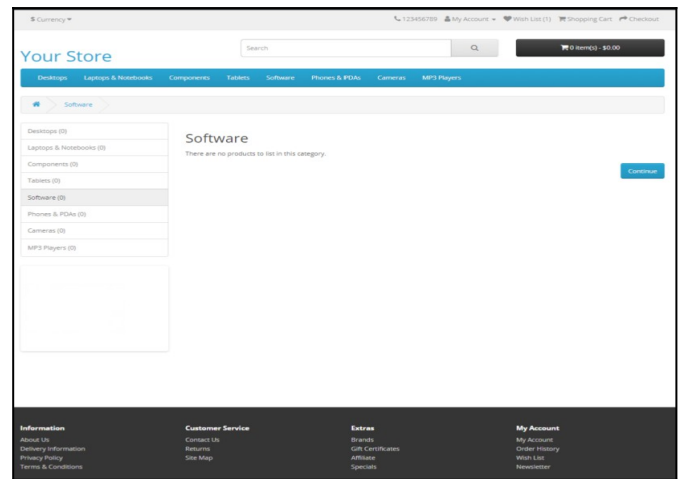 $ Currency
123456789 My Account Wish List (1) Shopping Cart Checkout
Your Store
Search
0 item(s) - $0.00
Desktops Laptops & Notebooks Components Tablets Software Phones & PDAs Cameras MP3 Players
Software
Desktops (0)
Laptops & Notebooks (0)
Components (0)
Tablets (0)
Software (0)
Phones & PDAs (0)
Cameras (0)
MP3 Players (0)
Software
There are no products to list in this category.
Continue
Information
About Us
Delivery Information
Privacy Policy
Terms & Conditions
Customer Service
Contact Us
Returns
Site Map
Extras
Brands
Gift Certificates
Affiliate
Specials
My Account
My Account
Order History
Wish List
Newsletter